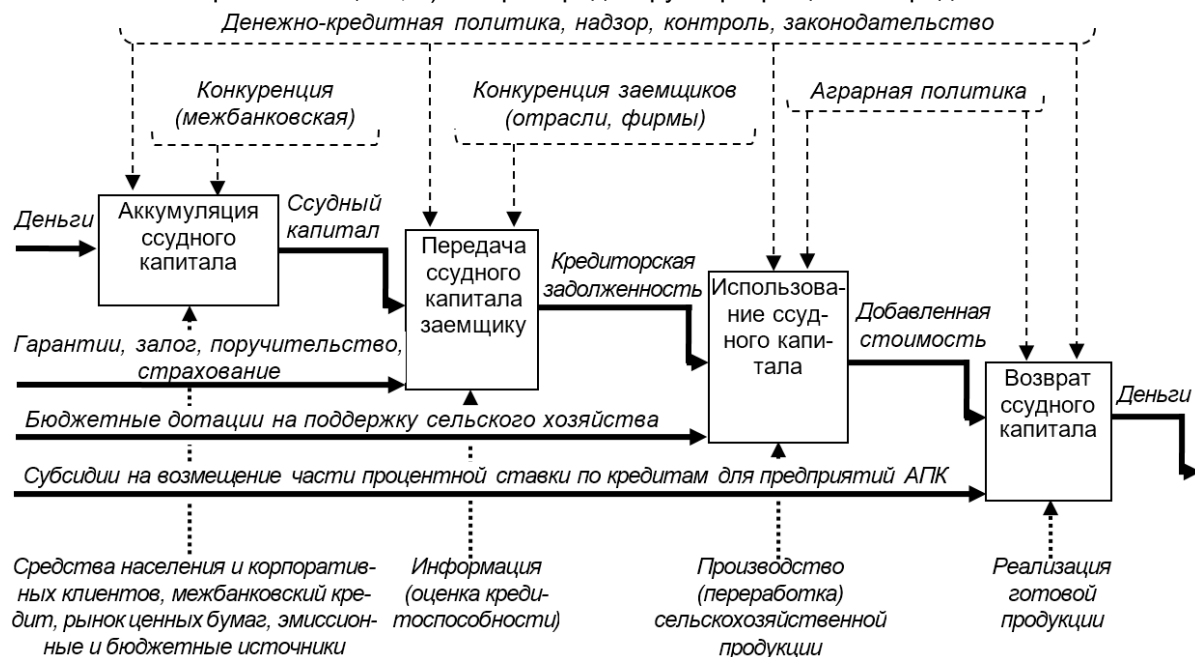 Денежно-кредитная политика, надзор, контроль, законодательство
Конкуренция
(межбанковская)
Конкуренция заемщиков
(отрасли, фирмы)
Аграрная политика
Деньги
Аккумуляция
ссудного
капитала
Ссудный
капитал
Передача
ссудного
капитала
заемщику
Кредиторская
задолженность
Использова-
ние ссуд-
ного капи-
тала
Добавленная
стоимость
Возврат
ссудного
капитала
Деньги
Гарантии, залог, поручительство,
страхование
Бюджетные дотации на поддержку сельского хозяйства
Субсидии на возмещение части процентной ставки по кредитам для предприятий АПК
Средства населения и корпоратив-
ных клиентов, межбанковский кре-
дит, рынок ценных бумаг, эмиссион-
ные и бюджетные источники
Информация
(оценка креди-
тоспособности)
Производство
(переработка)
сельскохозяйственной
продукции
Реализация
готовой
продукции